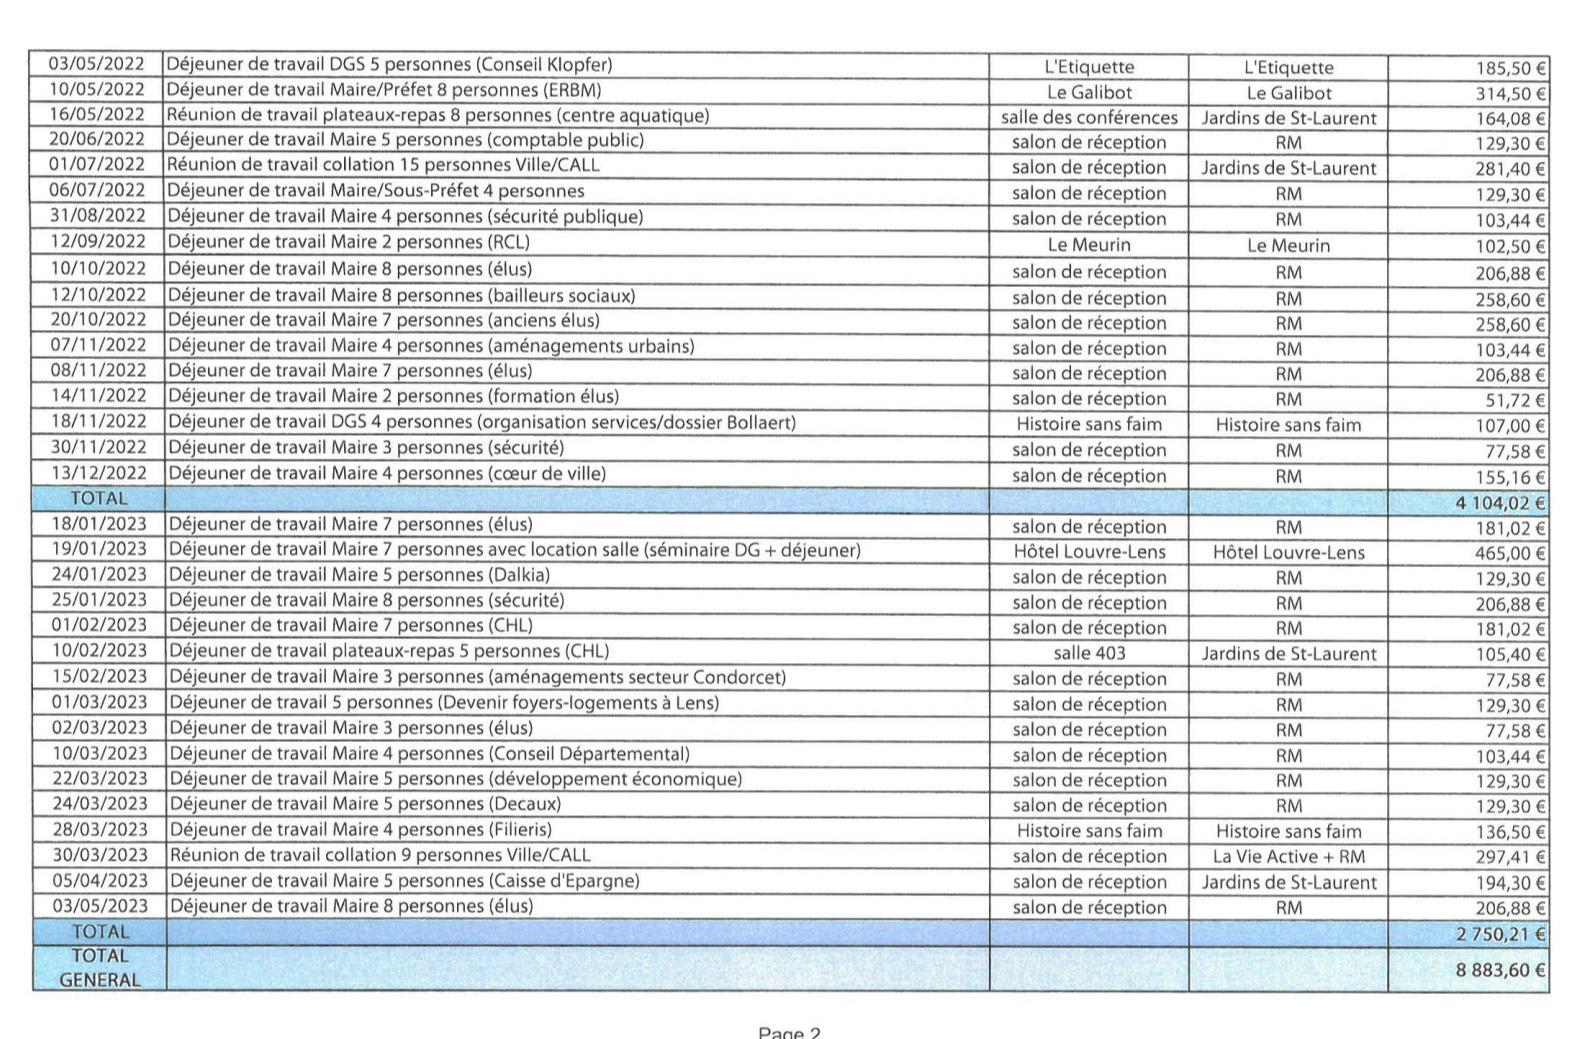 03/05/2022 Déjeuner de travail DGS 5 personnes (Conseil Klopfer) L'Etiquette L'Etiquette 185,50 €
10/05/2022 Déjeuner de travail Maire/Préfet 8 personnes (ERBM) Le Galibot Le Galibot 314,50 €
16/05/2022 Réunion de travail plateaux-repas 8 personnes (centre aquatique) salle des conférences Jardins de St-Laurent 164,08 €
20/06/2022 Déjeuner de travail Maire 5 personnes (comptable public) salon de réception RM 129,30 €
01/07/2022 Réunion de travail collation 15 personnes Ville/CALL salon de réception Jardins de St-Laurent 281,40 €
06/07/2022 Déjeuner de travail Maire/Sous-Préfet 4 personnes salon de réception RM 129,30 €
31/08/2022 Déjeuner de travail Maire 4 personnes (sécurité publique) salon de réception RM 103,44 €
12/09/2022 Déjeuner de travail Maire 2 personnes (RCL) Le Meurin Le Meurin 102,50 €
10/10/2022 Déjeuner de travail Maire 8 personnes (élus) salon de réception RM 206,88 €
12/10/2022 Déjeuner de travail Maire 8 personnes (bailleurs sociaux) salon de réception RM 258,60 €
20/10/2022 Déjeuner de travail Maire 7 personnes (anciens élus) salon de réception RM 258,60 €
07/11/2022 Déjeuner de travail Maire 4 personnes (aménagements urbains) salon de réception RM 103,44 €
08/11/2022 Déjeuner de travail Maire 7 personnes (élus) salon de réception RM 206,88 €
14/11/2022 Déjeuner de travail Maire 2 personnes (formation élus) salon de réception RM 51,72 €
18/11/2022 Déjeuner de travail DGS 4 personnes (organisation services/dossier Bollaert) Histoire sans faim Histoire sans faim 107,00 €
30/11/2022 Déjeuner de travail Maire 3 personnes (sécurité) salon de réception RM 77,58 €
13/12/2022 Déjeuner de travail Maire 4 personnes (cœur de ville) salon de réception RM 155,16 €
TOTAL 4 104,02 €
18/01/2023 Déjeuner de travail Maire 7 personnes (élus) salon de réception RM 181,02 €
19/01/2023 Déjeuner de travail Maire 7 personnes avec location salle (séminaire DG + déjeuner) Hôtel Louvre-Lens Hôtel Louvre-Lens 465,00 €
24/01/2023 Déjeuner de travail Maire 5 personnes (Dalkia) salon de réception RM 129,30 €
25/01/2023 Déjeuner de travail Maire 8 personnes (sécurité) salon de réception RM 206,88 €
01/02/2023 Déjeuner de travail Maire 7 personnes (CHL) salon de réception RM 181,02 €
10/02/2023 Déjeuner de travail plateaux-repas 5 personnes (CHL) salle 403 Jardins de St-Laurent 105,40 €
15/02/2023 Déjeuner de travail Maire 3 personnes (aménagements secteur Condorcet) salon de réception RM 77,58 €
01/03/2023 Déjeuner de travail 5 personnes (Devenir foyers-logements à Lens) salon de réception RM 129,30 €
02/03/2023 Déjeuner de travail Maire 3 personnes (élus) salon de réception RM 77,58 €
10/03/2023 Déjeuner de travail Maire 4 personnes (Conseil Départemental) salon de réception RM 103,44 €
22/03/2023 Déjeuner de travail Maire 5 personnes (développement économique) salon de réception RM 129,30 €
24/03/2023 Déjeuner de travail Maire 5 personnes (Decaux) salon de réception RM 129,30 €
28/03/2023 Déjeuner de travail Maire 4 personnes (Filieris) Histoire sans faim Histoire sans faim 136,50 €
30/03/2023 Réunion de travail collation 9 personnes Ville/CALL salon de réception La Vie Active + RM 297,41 €
05/04/2023 Déjeuner de travail Maire 5 personnes (Caisse d'Epargne) salon de réception Jardins de St-Laurent 194,30 €
03/05/2023 Déjeuner de travail Maire 8 personnes (élus) salon de réception RM 206,88 €
TOTAL 2 750,21 €
TOTAL
GENERAL 8 883,60 €
Page 2